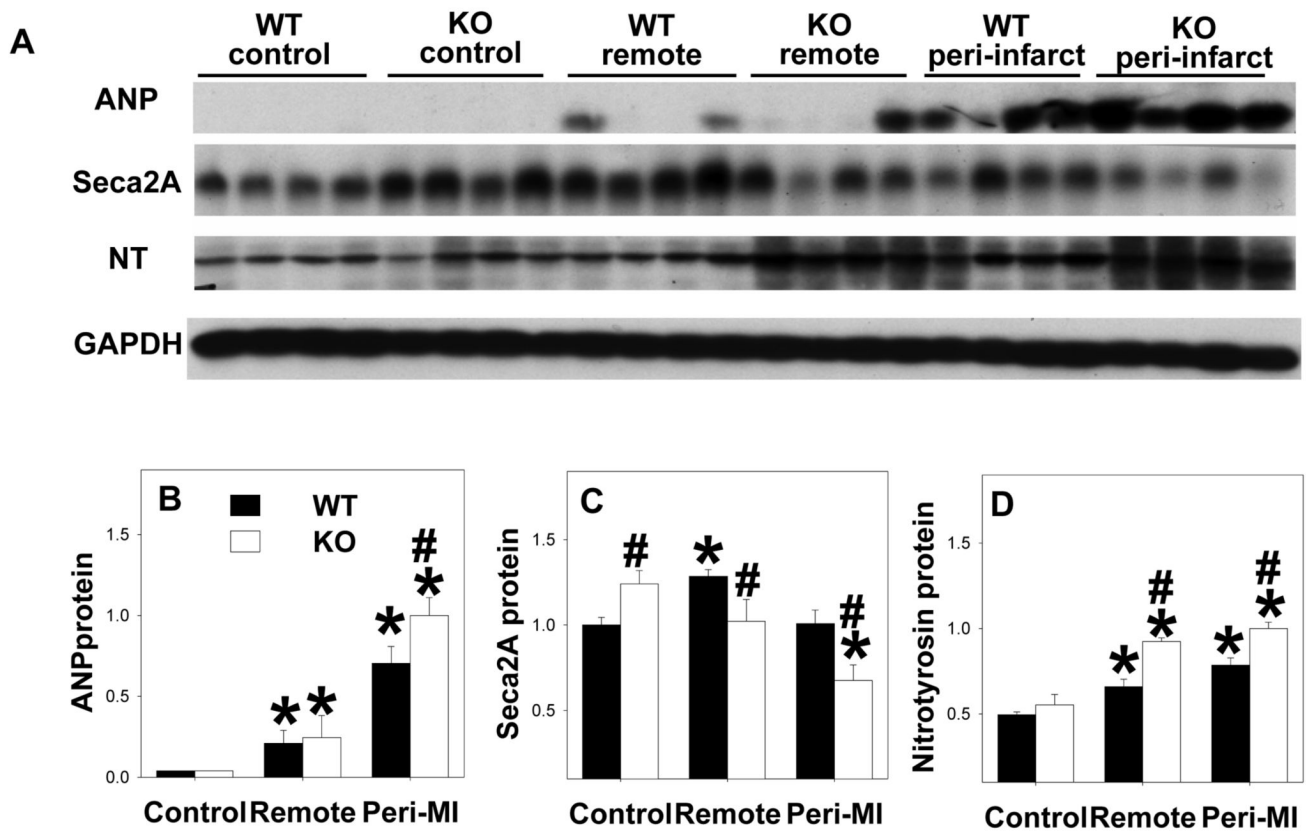 A
WT control
KO control
WT remote
KO remote
WT peri-infarct
KO peri-infarct
ANP
Seca2A
NT
GAPDH
B
WT
KO
ANPprotein
1.5
1.0
0.5
0.0
#
*
*
*
*
Control Remote Peri-MI
C
Seca2A protein
1.5
1.0
0.5
#
*
#
#
*
Control Remote Peri-MI
D
Nitrotyrosin protein
1.5
1.0
0.5
*
#
*
*
#
*
Control Remote Peri-MI